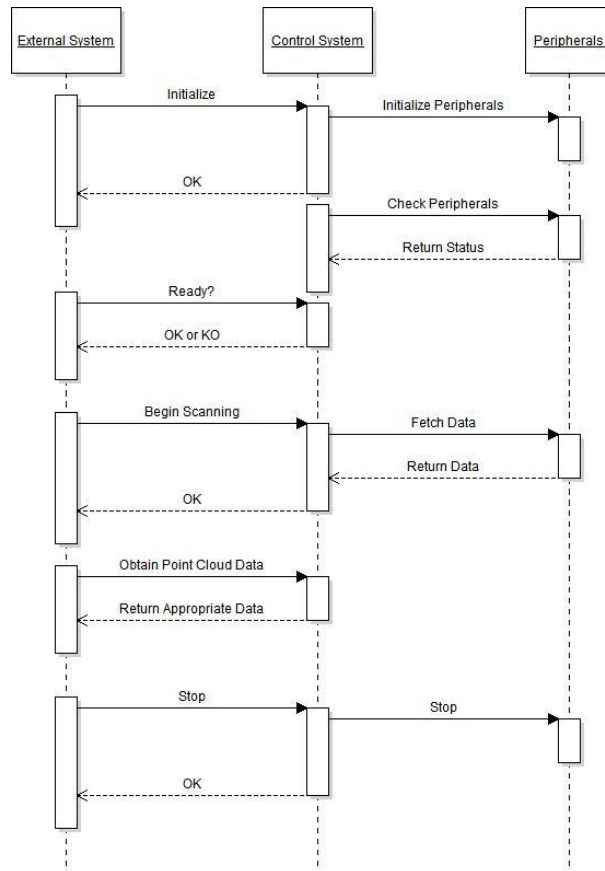 External System
Control System
Peripherals
Initialize
Initialize Peripherals
OK
Check Peripherals
Return Status
Ready?
OK or KO
Begin Scanning
Fetch Data
Return Data
OK
Obtain Point Cloud Data
Return Appropriate Data
Stop
Stop
OK